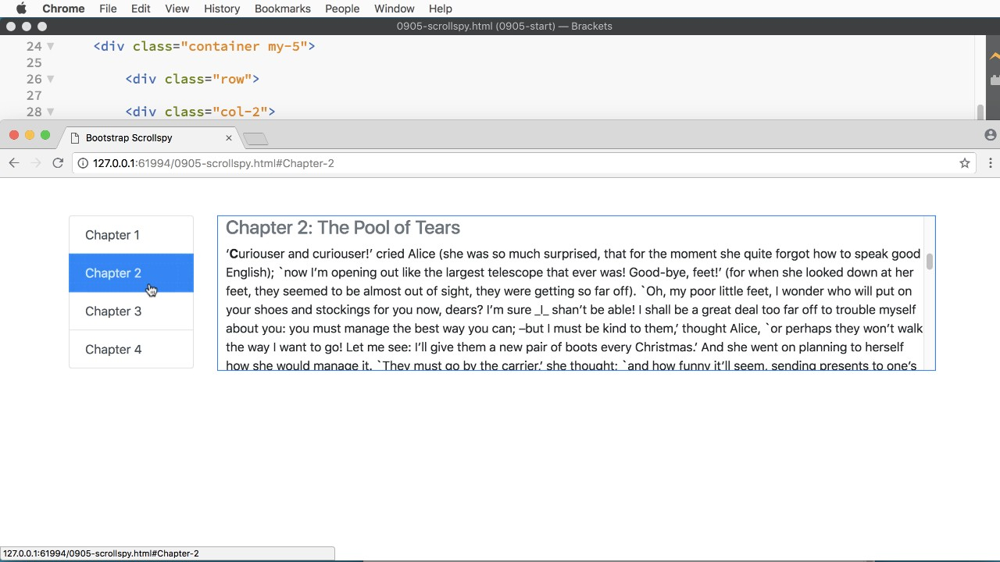 Chrome File Edit View History Bookmarks People Window Help
0905-scrollspy.html (0905-start) — Brackets
24 <div class="container my-5">
25
26 <div class="row">
27
28 <div class="col-2">
Bootstrap Scrollspy
127.0.0.1:61994/0905-scrollspy.html#Chapter-2
Chapter 1
Chapter 2
Chapter 3
Chapter 4
Chapter 2: The Pool of Tears
‘Curiouser and curiouser!’ cried Alice (she was so much surprised, that for the moment she quite forgot how to speak good
English); `now I’m opening out like the largest telescope that ever was! Good-bye, feet!’ (for when she looked down at her
feet, they seemed to be almost out of sight, they were getting so far off). `Oh, my poor little feet, I wonder who will put on
your shoes and stockings for you now, dears? I’m sure _I_ shan’t be able! I shall be a great deal too far off to trouble myself
about you: you must manage the best way you can; –but I must be kind to them,’ thought Alice, `or perhaps they won’t walk
the way I want to go! Let me see: I’ll give them a new pair of boots every Christmas.’ And she went on planning to herself
how she would manage it. `They must go by the carrier,’ she thought; `and how funny it’ll seem, sending presents to one’s
127.0.0.1:61994/0905-scrollspy.html#Chapter-2